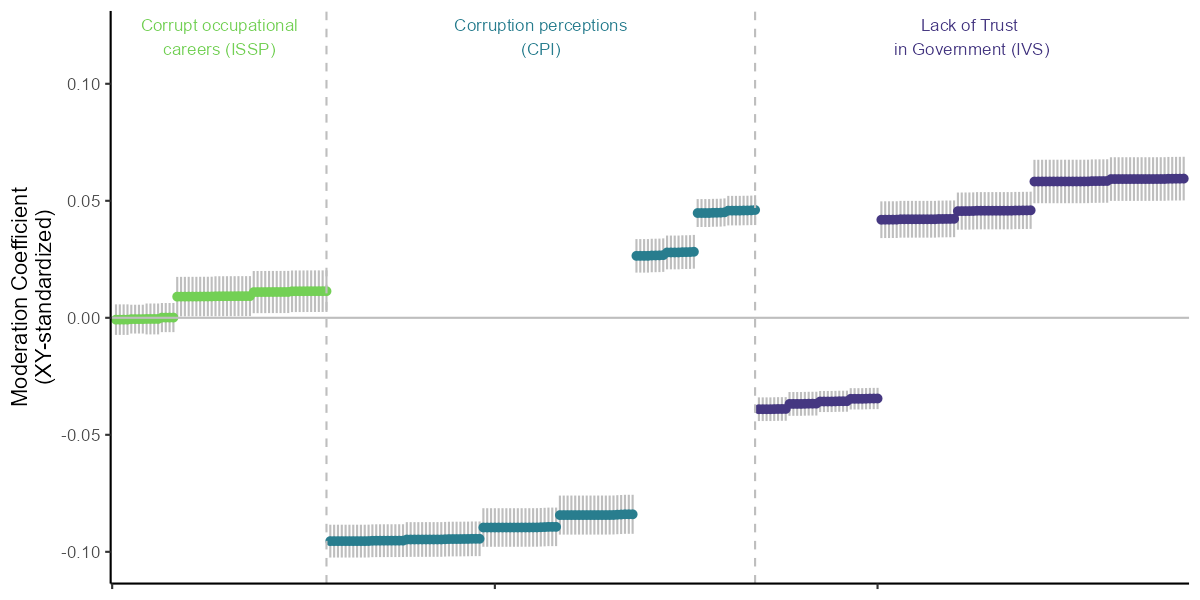 Corrupt occupational
careers (ISSP)
Corruption perceptions
(CPI)
Lack of Trust
in Government (IVS)
Moderation Coefficient
(XY-standardized)
0.10
0.05
0.00
-0.05
-0.10